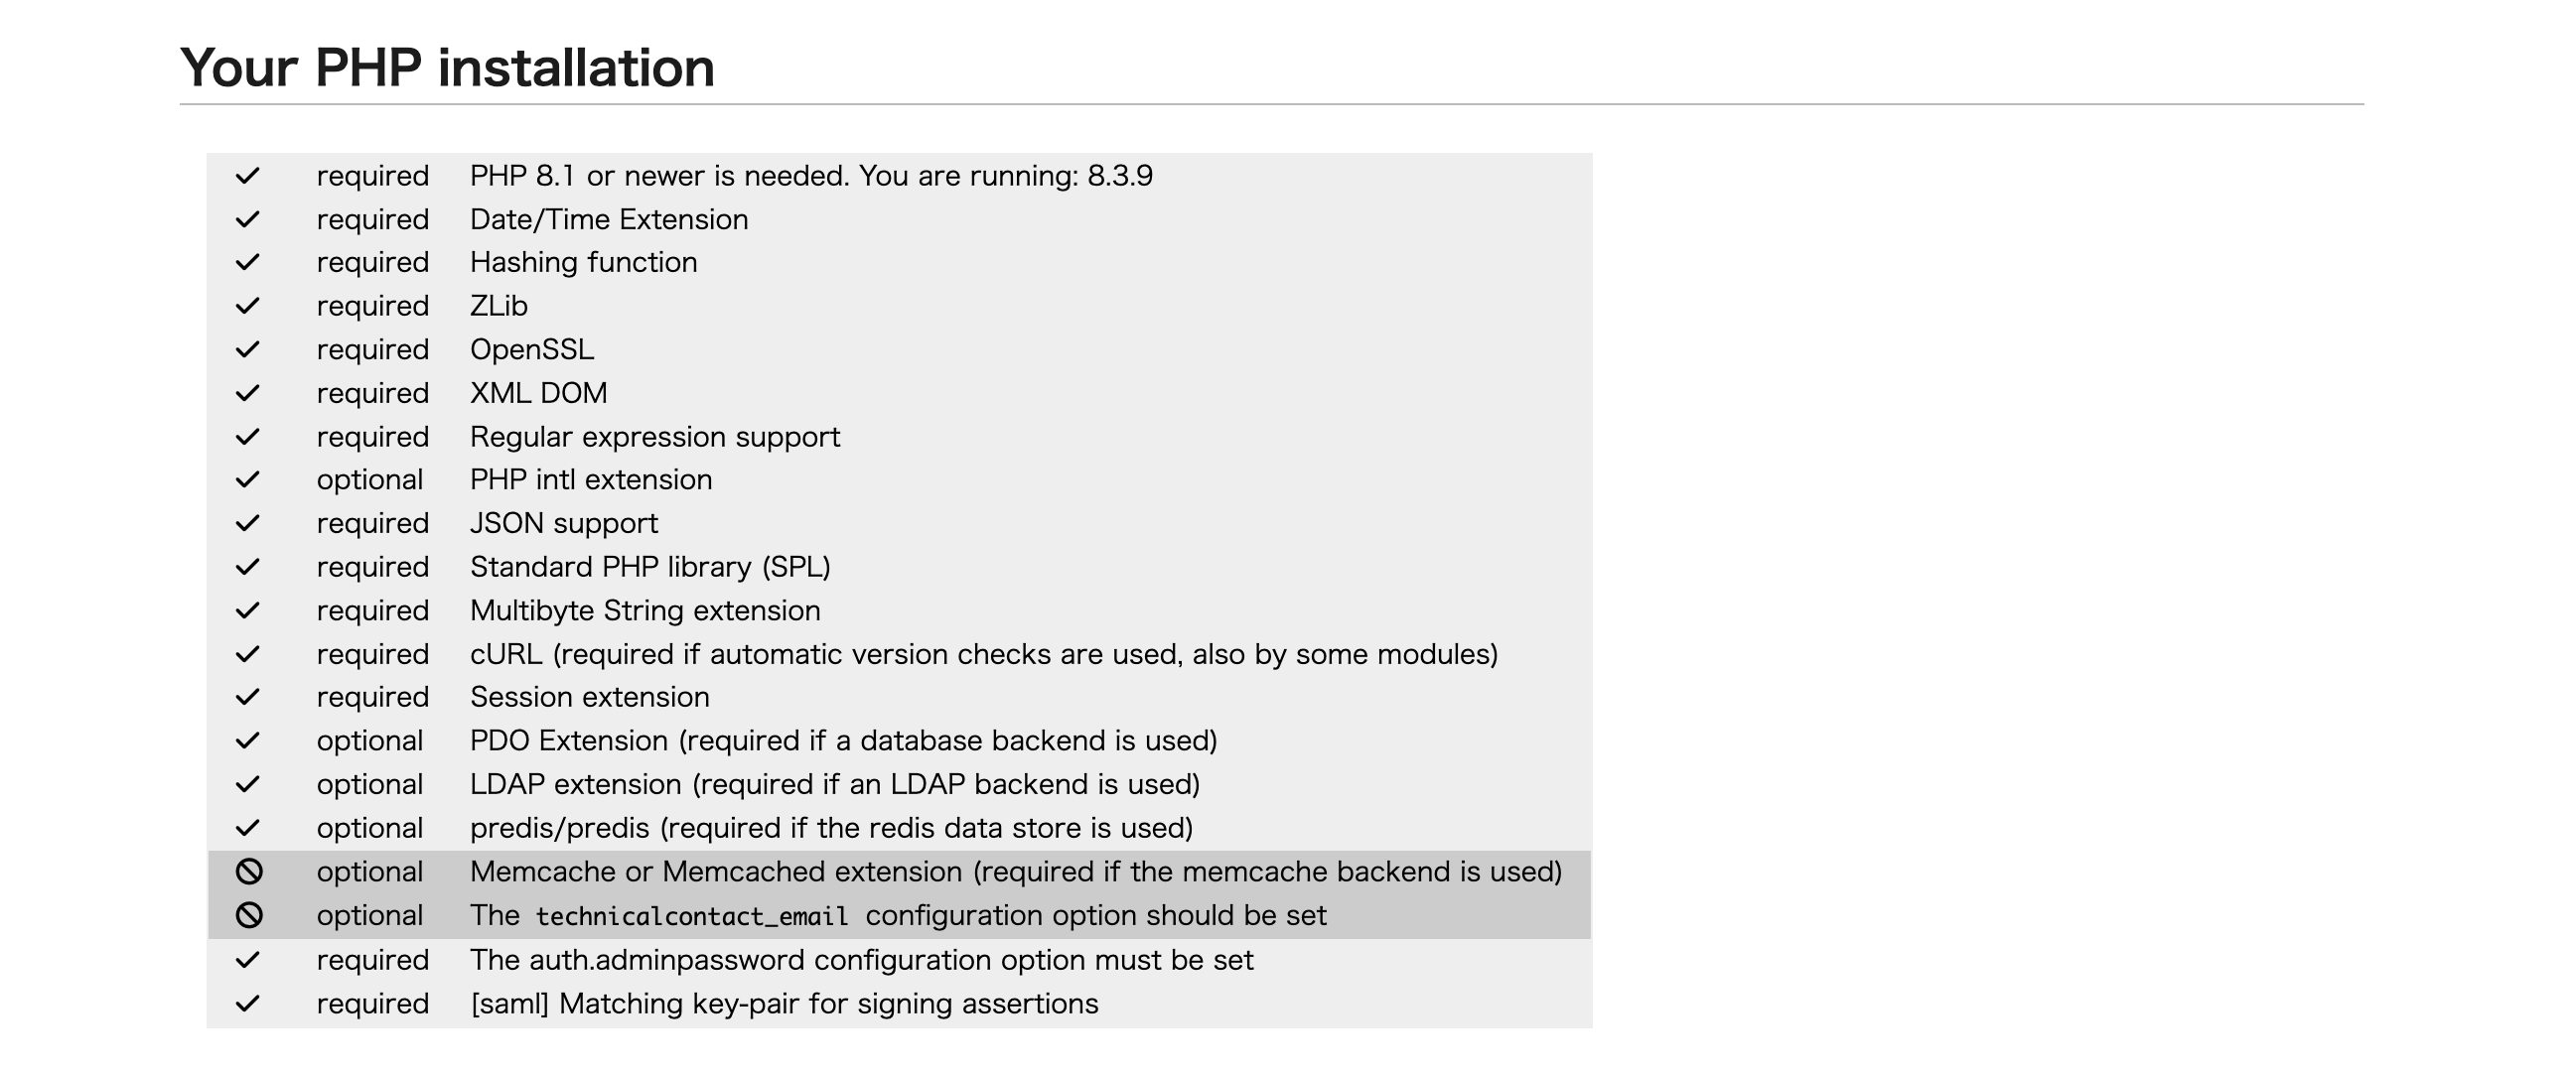 Your PHP installation
required PHP 8.1 or newer is needed. You are running: 8.3.9
required Date/Time Extension
required Hashing function
required ZLib
required OpenSSL
required XML DOM
required Regular expression support
optional PHP intl extension
required JSON support
required Standard PHP library (SPL)
required Multibyte String extension
required cURL (required if automatic version checks are used, also by some modules)
required Session extension
optional PDO Extension (required if a database backend is used)
optional LDAP extension (required if an LDAP backend is used)
optional predis/predis (required if the redis data store is used)
optional Memcache or Memcached extension (required if the memcache backend is used)
optional The technicalcontact_email configuration option should be set
required The auth.adminpassword configuration option must be set
required [saml] Matching key-pair for signing assertions